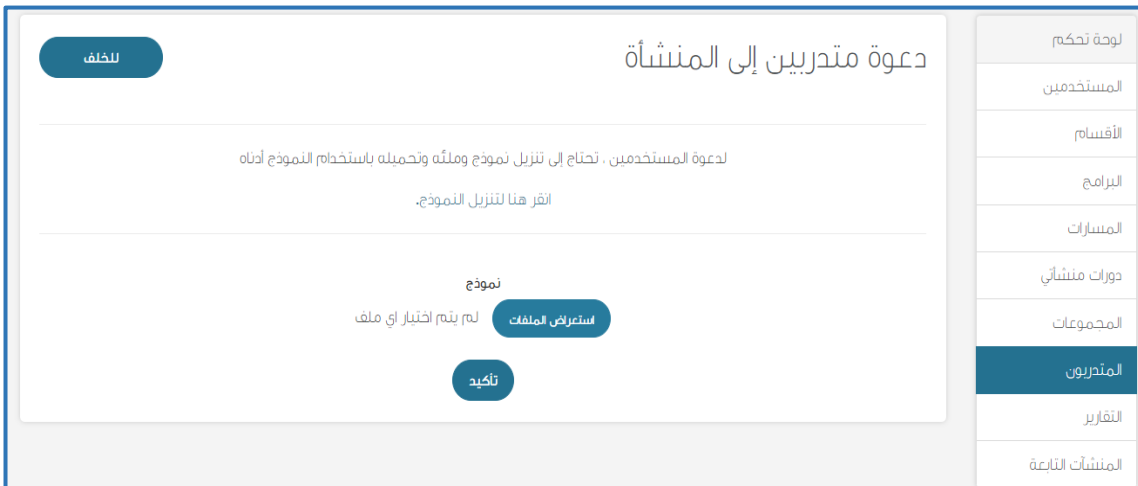 لوحة تحكم
المستخدمين
الأقسام
البرامج
المسارات
دورات منشأتي
المجموعات
المتدربون
التقارير
المنشآت التابعة
دعوة متدربين إلى المنشأة
للخلف
لدعوة المستخدمين ، تحتاج إلى تنزيل نموذج وملئه وتحميله باستخدام النموذج أدناه
انقر هنا لتنزيل النموذج.
نموذج
استعراض الملفات لم يتم اختيار اي ملف
تأكيد